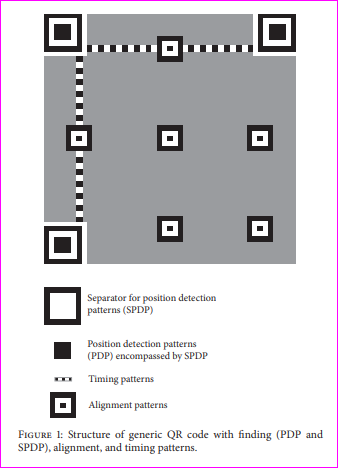 Separator for position detection
patterns (SPDP)
Position detection patterns
(PDP) encompassed by SPDP
Timing patterns
Alignment patterns
FIGURE 1: Structure of generic QR code with finding (PDP and
SPDP), alignment, and timing patterns.